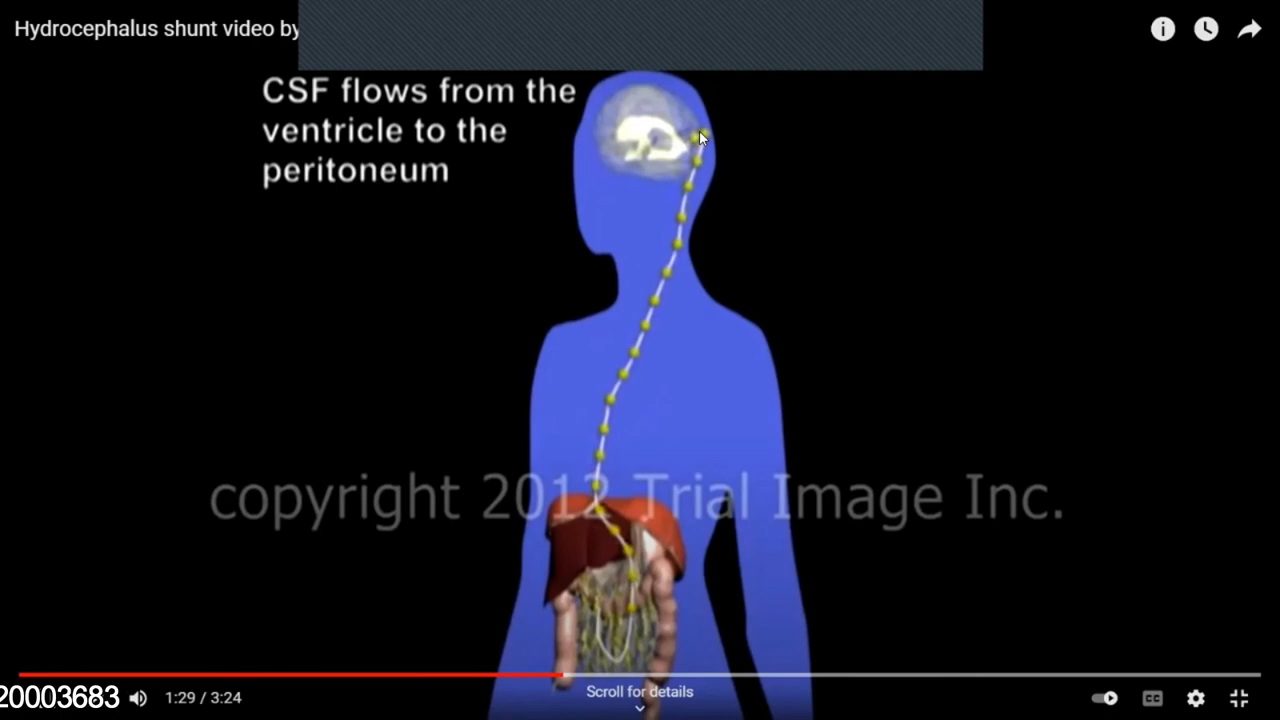 Hydrocephalus shunt video by
CSF flows from the
ventricle to the
peritoneum
copyright 2012 Trial Image Inc.
Scroll for details
20003683
1:29 / 3:24
CC